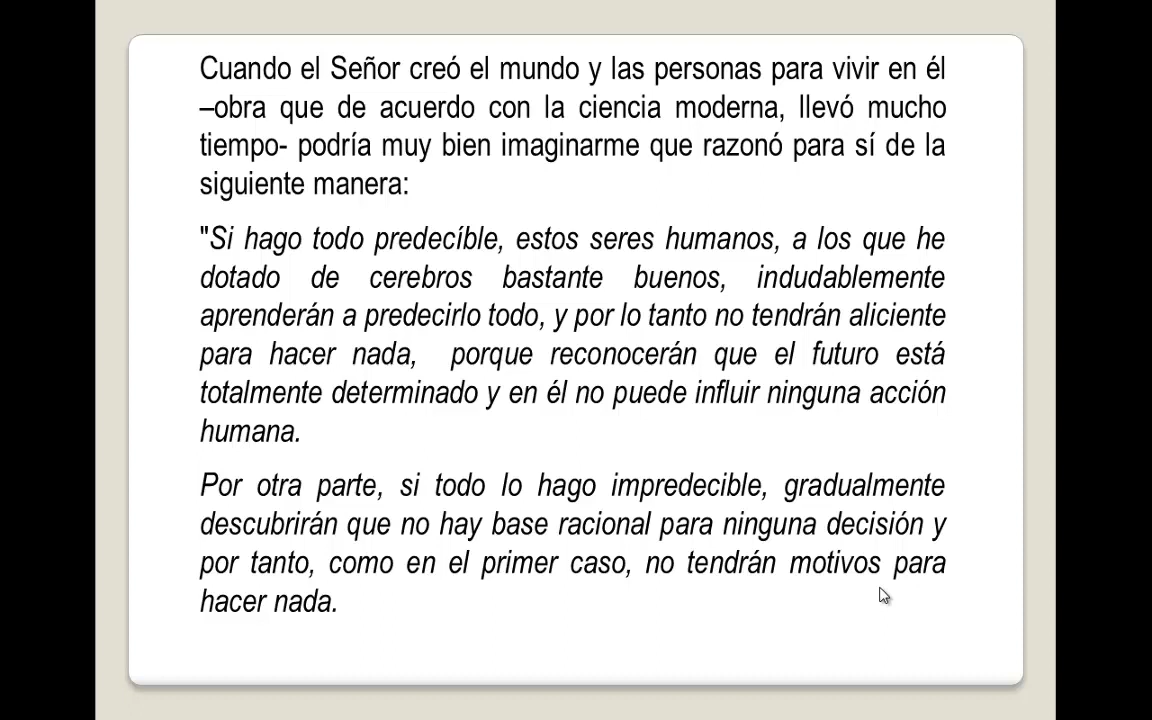 Cuando el Señor creó el mundo y las personas para vivir en él
–obra que de acuerdo con la ciencia moderna, llevó mucho
tiempo- podría muy bien imaginarme que razonó para sí de la
siguiente manera:
"Si hago todo predecíble, estos seres humanos, a los que he
dotado de cerebros bastante buenos, indudablemente
aprenderán a predecirlo todo, y por lo tanto no tendrán aliciente
para hacer nada, porque reconocerán que el futuro está
totalmente determinado y en él no puede influir ninguna acción
humana.
Por otra parte, si todo lo hago impredecible, gradualmente
descubrirán que no hay base racional para ninguna decisión y
por tanto, como en el primer caso, no tendrán motivos para
hacer nada.